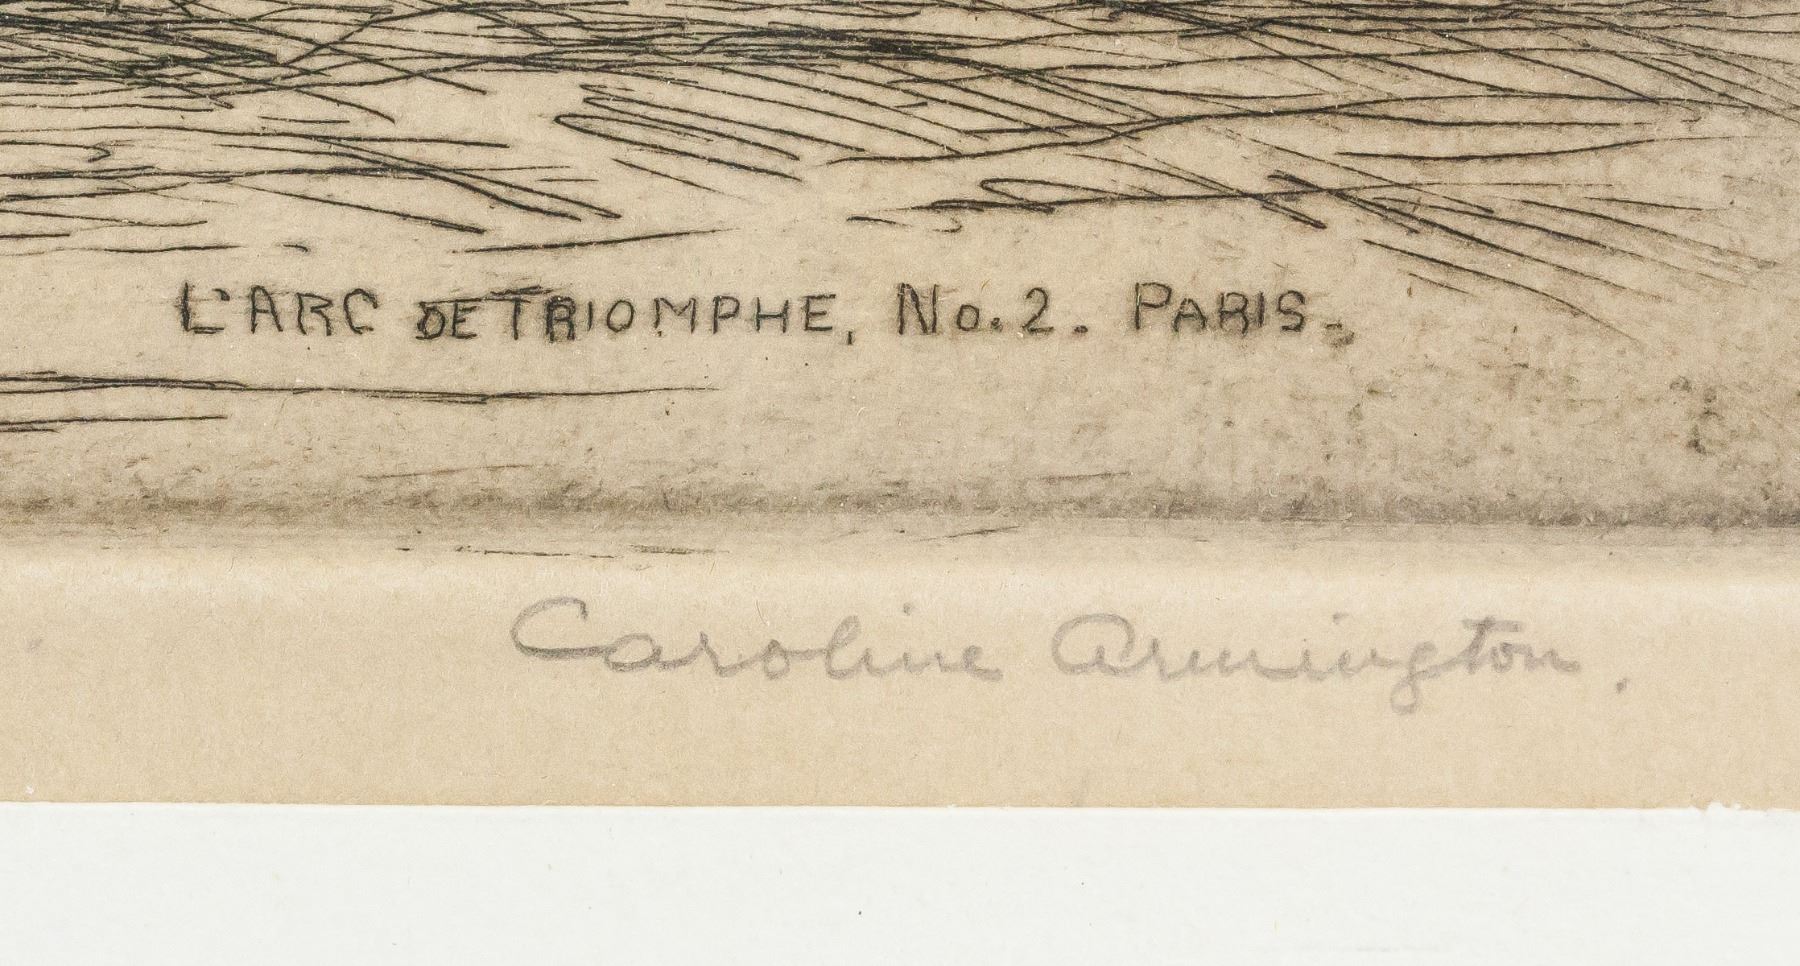 L'ARC DE TRIOMPHE, No. 2. PARIS.
Caroline Armington.